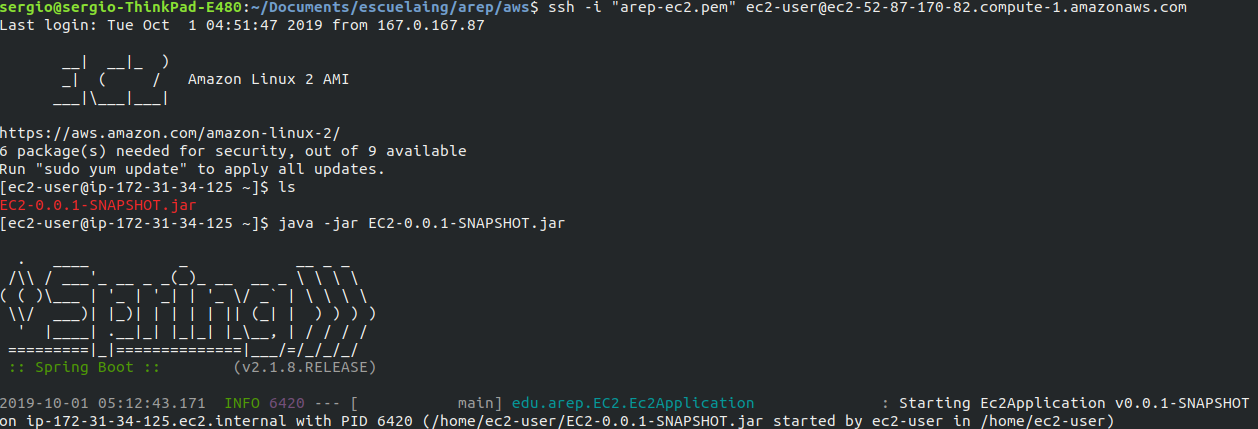 sergio@sergio-ThinkPad-E480:~/Documents/escuelaing/arep/aws$ ssh -i "arep-ec2.pem" ec2-user@ec2-52-87-170-82.compute-1.amazonaws.com
Last login: Tue Oct  1 04:51:47 2019 from 167.0.167.87

       __|  __|_  )
       _|  (     /   Amazon Linux 2 AMI
      ___|\___|___|

https://aws.amazon.com/amazon-linux-2/
6 package(s) needed for security, out of 9 available
Run "sudo yum update" to apply all updates.
[ec2-user@ip-172-31-34-125 ~]$ ls
EC2-0.0.1-SNAPSHOT.jar
[ec2-user@ip-172-31-34-125 ~]$ java -jar EC2-0.0.1-SNAPSHOT.jar

  .   ____          _            __ _ _
 /\\ / ___'_ __ _ _(_)_ __  __ _ \ \ \ \
( ( )\___ | '_ | '_| | '_ \/ _` | \ \ \ \
 \\/  ___)| |_)| | | | | || (_| |  ) ) ) )
  '  |____| .__|_| |_|_| |_\__, | / / / /
 =========|_|==============|___/=/_/_/_/
 :: Spring Boot ::        (v2.1.8.RELEASE)

2019-10-01 05:12:43.171  INFO 6420 --- [           main] edu.arep.EC2.Ec2Application              : Starting Ec2Application v0.0.1-SNAPSHOT
on ip-172-31-34-125.ec2.internal with PID 6420 (/home/ec2-user/EC2-0.0.1-SNAPSHOT.jar started by ec2-user in /home/ec2-user)